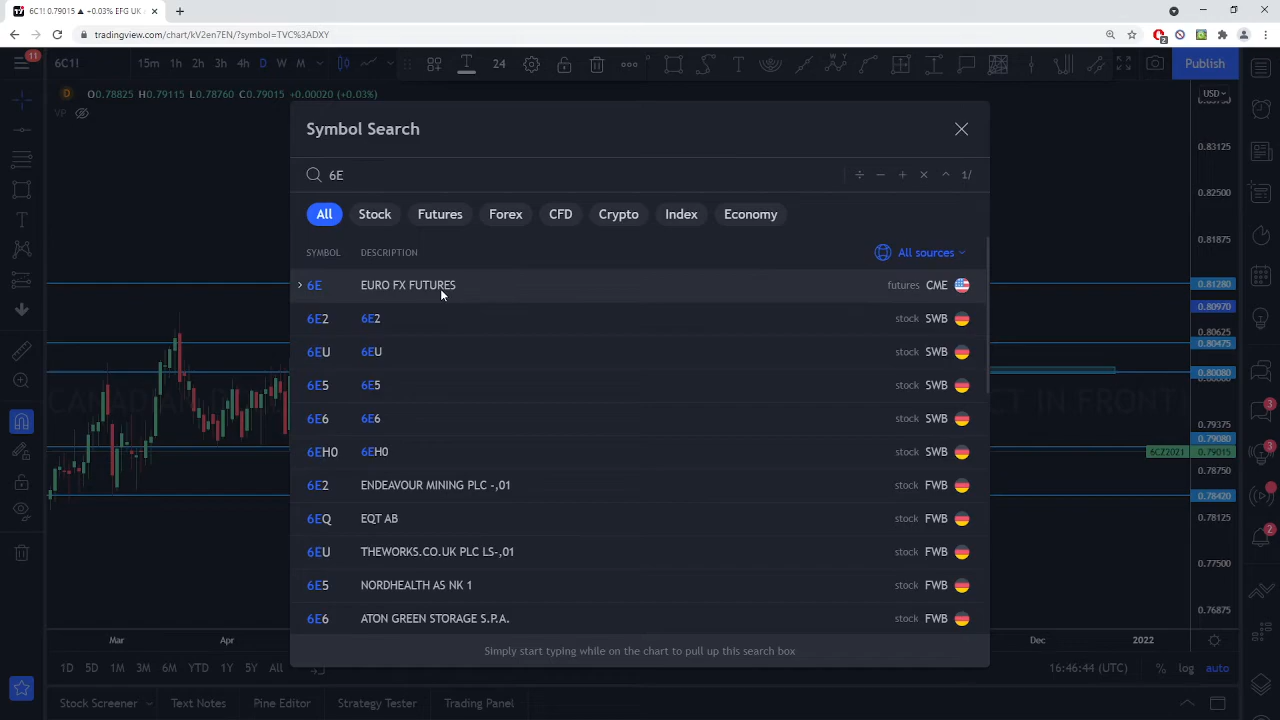 6C1! 0.79015 ▲ +0.03% EFG UK
tradingview.com/chart/kV2en7EN/?symbol=TVC%3ADXY
2
11
6C1!
15m 1h 2h 3h 4h D W M
24
Publish
D
O0.78825 H0.79115 L0.78760 C0.79015 +0.00020 (+0.03%)
VP
USD
Symbol Search
6E
1/
All Stock Futures Forex CFD Crypto Index Economy
SYMBOL DESCRIPTION
All sources
6E EURO FX FUTURES futures CME
6E2 6E2 stock SWB
6EU 6EU stock SWB
6E5 6E5 stock SWB
6E6 6E6 stock SWB
6EH0 6EH0 stock SWB
6E2 ENDEAVOUR MINING PLC -,01 stock FWB
6EQ EQT AB stock FWB
6EU THEWORKS.CO.UK PLC LS-,01 stock FWB
6E5 NORDHEALTH AS NK 1 stock FWB
6E6 ATON GREEN STORAGE S.P.A. stock FWB
Simply start typing while on the chart to pull up this search box
0.83125
0.82500
0.81875
0.81280
0.80970
0.80625
0.80475
0.80080
0.79375
0.79080
6CZ2021 0.79015
0.78750
0.78420
0.78125
0.77500
0.76875
3
3
2
Mar Apr Dec 2022
1D 5D 1M 3M 6M YTD 1Y 5Y All
16:46:44 (UTC) % log auto
Stock Screener Text Notes Pine Editor Strategy Tester Trading Panel